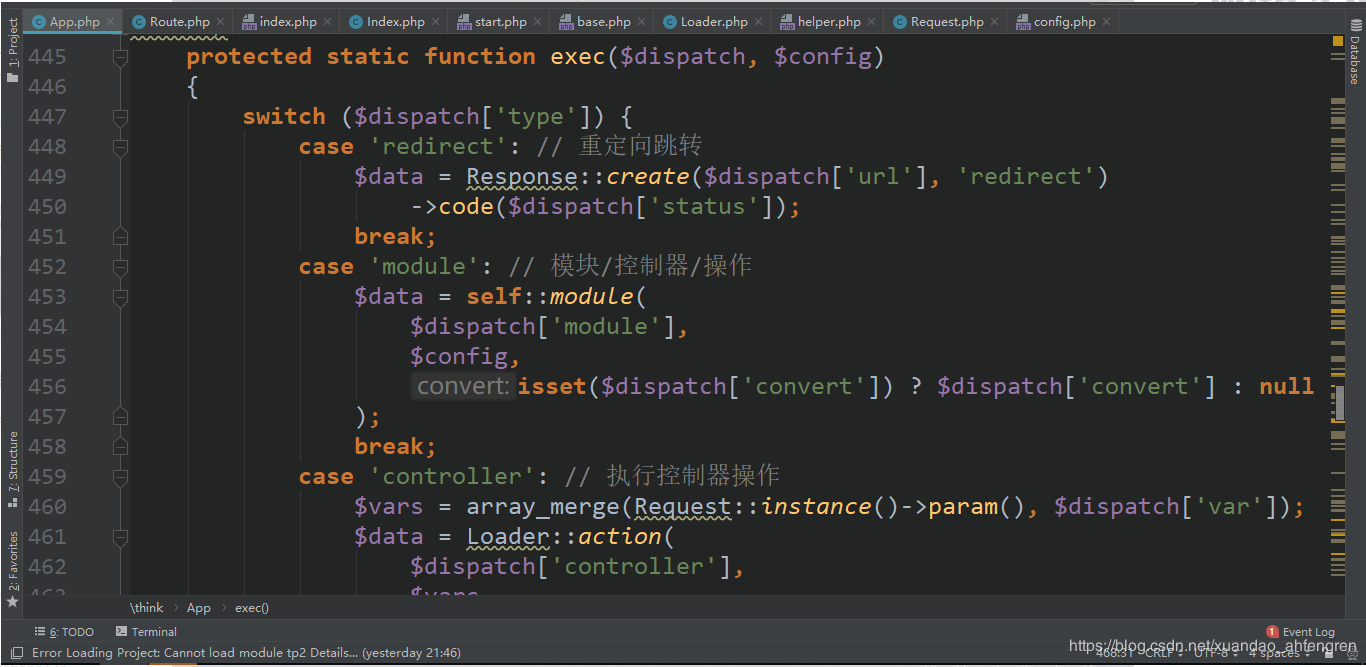 App.php Route.php index.php Index.php start.php base.php Loader.php helper.php Request.php config.php
1: Project
Database
445 protected static function exec($dispatch, $config)
446 {
447 switch ($dispatch['type']) {
448 case 'redirect': // 重定向跳转
449 $data = Response::create($dispatch['url'], 'redirect')
450 ->code($dispatch['status']);
451 break;
452 case 'module': // 模块/控制器/操作
453 $data = self::module(
454 $dispatch['module'],
455 $config,
456 convert: isset($dispatch['convert']) ? $dispatch['convert'] : null
457 );
458 break;
459 case 'controller': // 执行控制器操作
460 $vars = array_merge(Request::instance()->param(), $dispatch['var']);
461 $data = Loader::action(
462 $dispatch['controller'],
463 $vars
7: Structure
2: Favorites
\think › App › exec()
6: TODO Terminal
1 Event Log
Error Loading Project: Cannot load module tp2 Details... (yesterday 21:46)
468:31 CRLF UTF-8 4 spaces
https://blog.csdn.net/xuandao_ahfengren